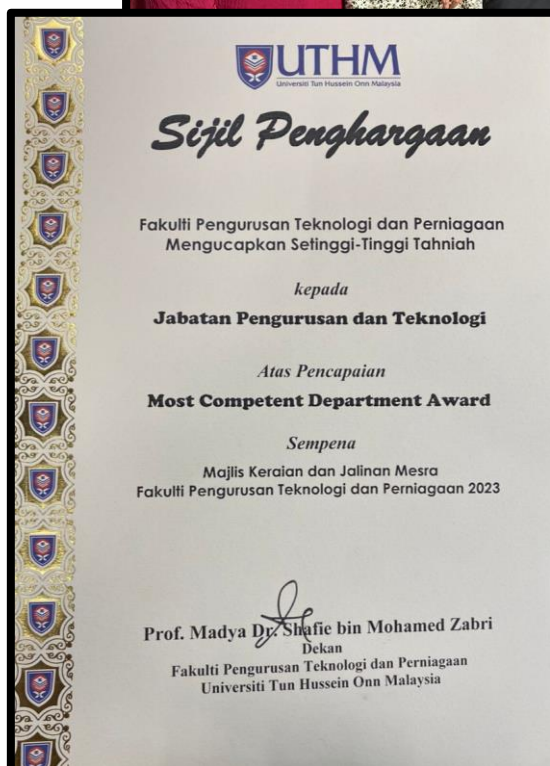 UTHM
Universiti Tun Hussein Onn Malaysia
Sijil Penghargaan
Fakulti Pengurusan Teknologi dan Perniagaan
Mengucapkan Setinggi-Tinggi Tahniah
kepada
Jabatan Pengurusan dan Teknologi
Atas Pencapaian
Most Competent Department Award
Sempena
Majlis Keraian dan Jalinan Mesra
Fakulti Pengurusan Teknologi dan Perniagaan 2023
Prof. Madya Dr. Shafie bin Mohamed Zabri
Dekan
Fakulti Pengurusan Teknologi dan Perniagaan
Universiti Tun Hussein Onn Malaysia